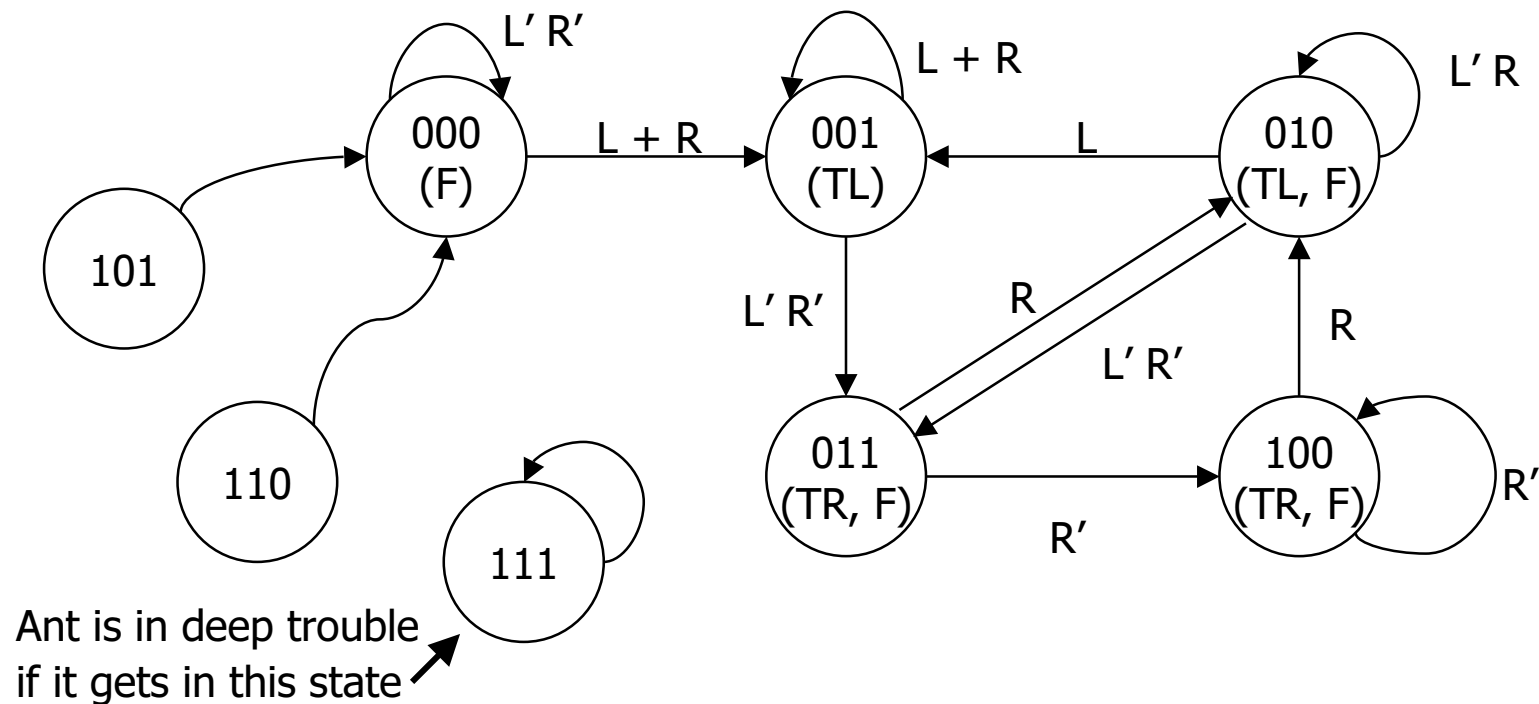 L’ R’
L + R
L’ R
000
(F)
L + R
001
(TL)
L
010
(TL, F)
101
L’ R’
R
L’ R’
R
110
011
(TR, F)
R’
100
(TR, F)
R’
111
Ant is in deep trouble
if it gets in this state